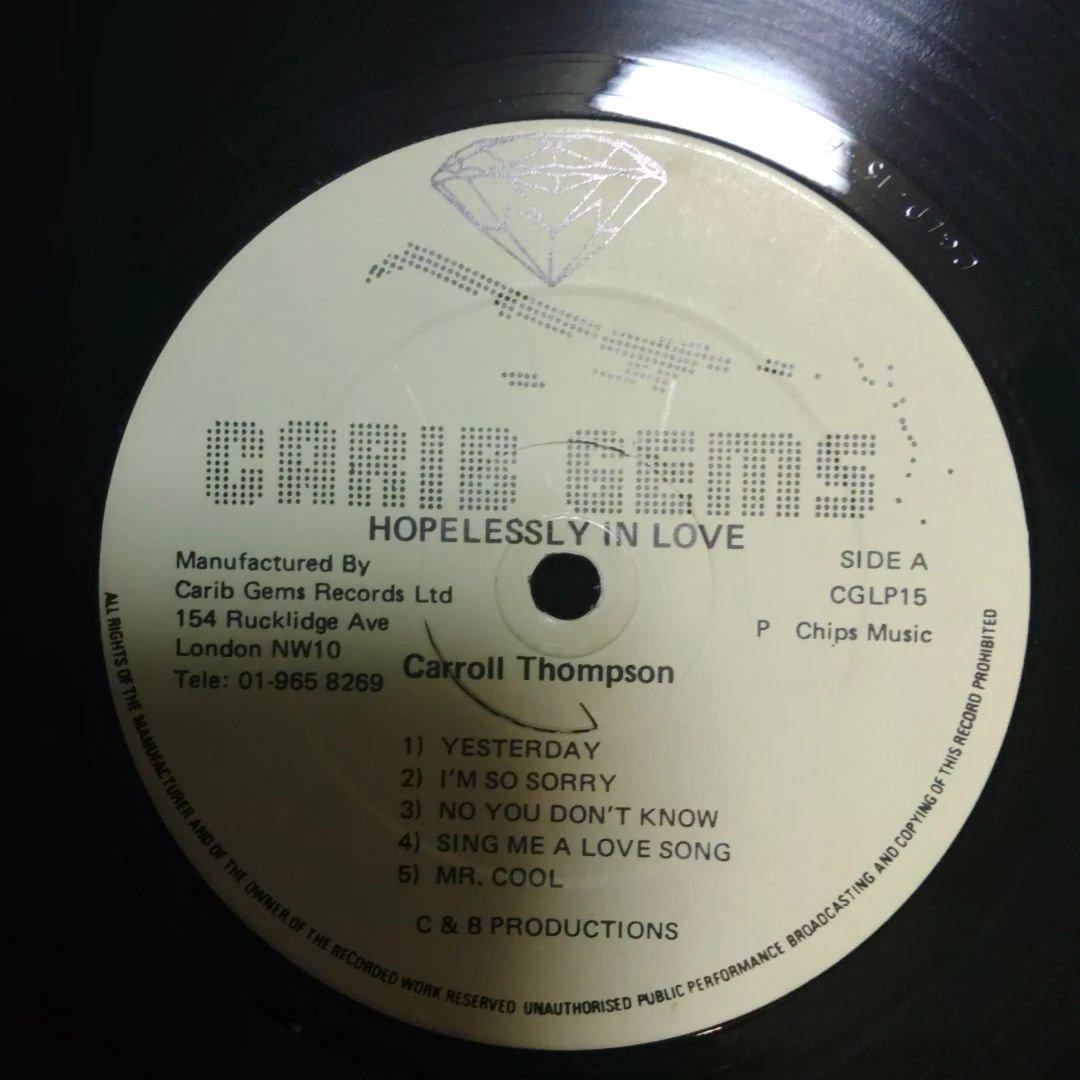 CGLP-15-A
CARIB GEMS
HOPELESSLY IN LOVE
Manufactured By
Carib Gems Records Ltd
154 Rucklidge Ave
London NW10
Tele: 01-965 8269
SIDE A
CGLP15
P Chips Music
Carroll Thompson
1) YESTERDAY
2) I'M SO SORRY
3) NO YOU DON'T KNOW
4) SING ME A LOVE SONG
5) MR. COOL
C & B PRODUCTIONS
ALL RIGHTS OF THE MANUFACTURER AND OF THE OWNER OF THE RECORDED WORK RESERVED UNAUTHORISED PUBLIC PERFORMANCE BROADCASTING AND COPYING OF THIS RECORD PROHIBITED